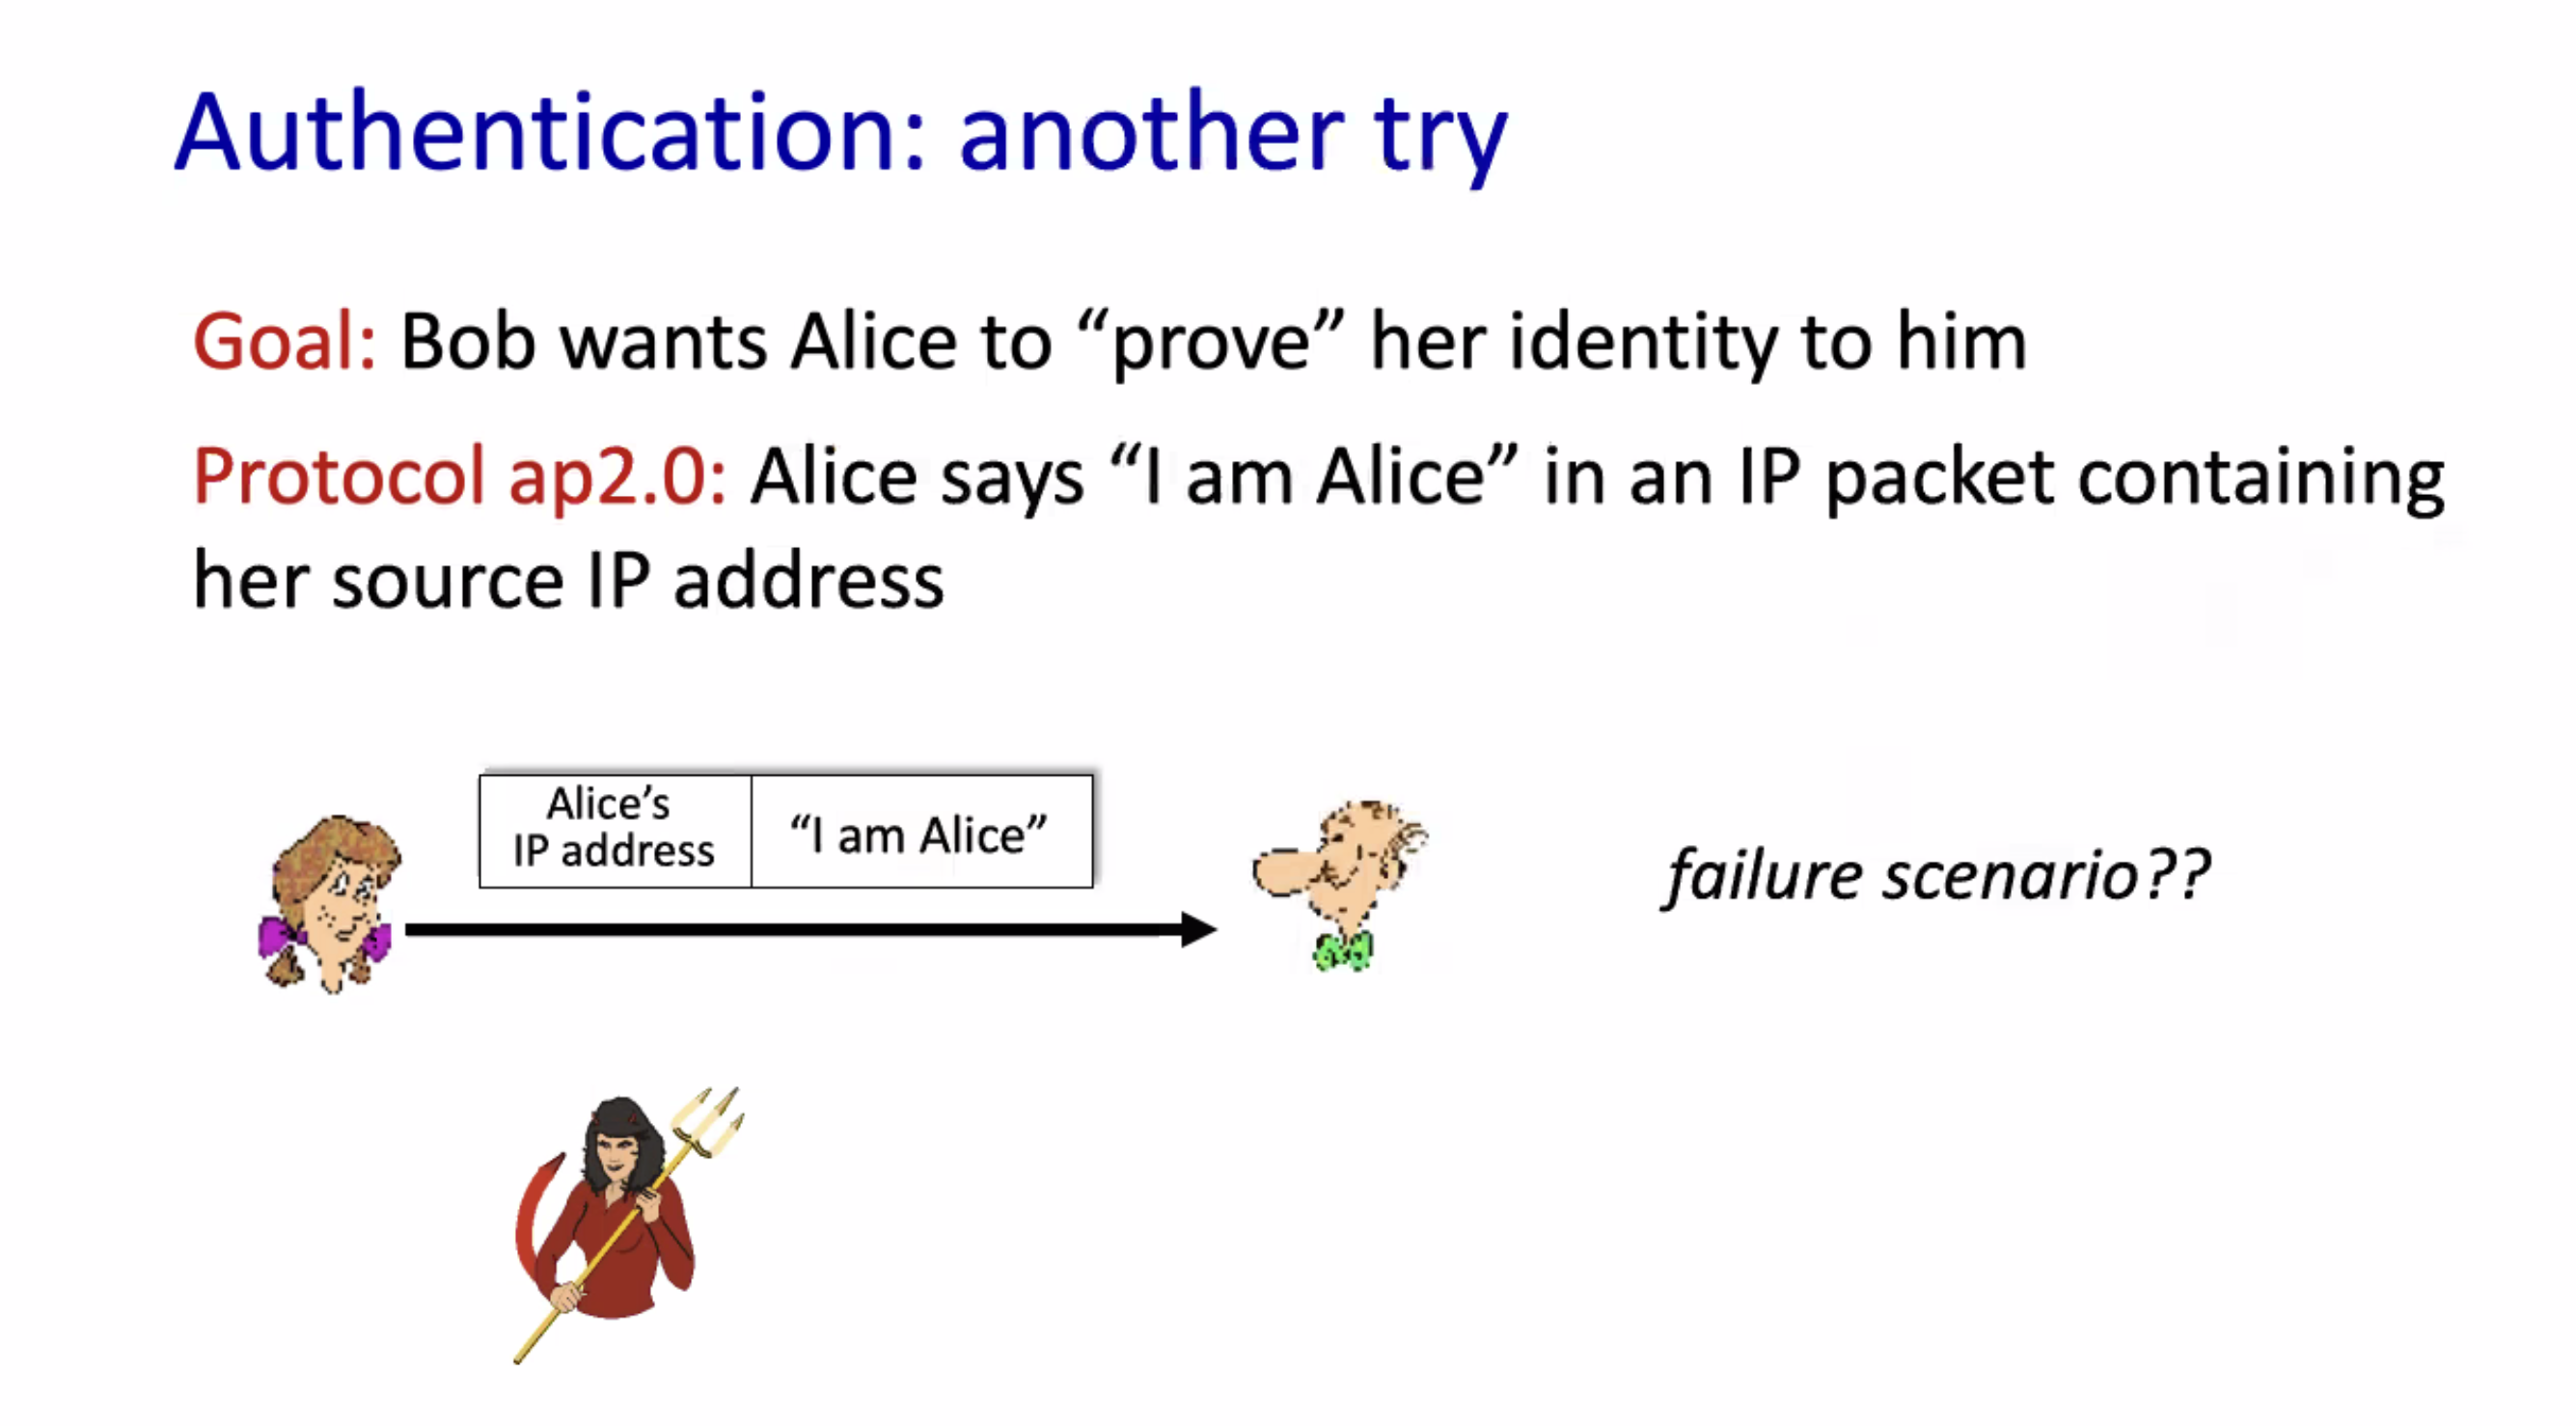 Authentication: another try
Goal: Bob wants Alice to “prove” her identity to him
Protocol ap2.0: Alice says “I am Alice” in an IP packet containing
her source IP address
Alice’s
IP address
“I am Alice”
failure scenario??